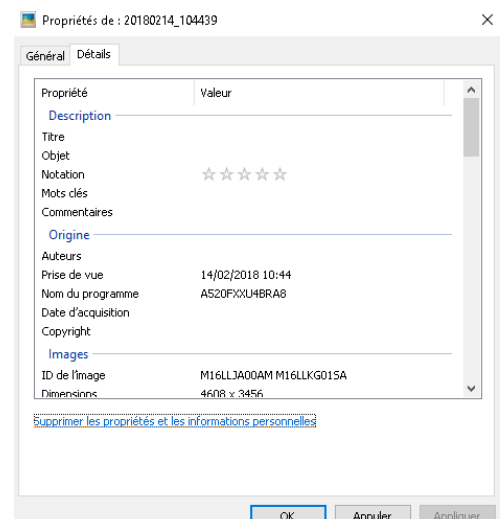 Propriétés de : 20180214_104439
Général Détails
Propriété Valeur
Description
Titre
Objet
Notation
Mots clés
Commentaires
Origine
Auteurs
Prise de vue 14/02/2018 10:44
Nom du programme A520FXXU4BRA8
Date d'acquisition
Copyright
Images
ID de l'image M16LLJA00AM M16LLKG01SA
Dimensions 4608 x 3456
Supprimer les propriétés et les informations personnelles
OK Annuler Appliquer